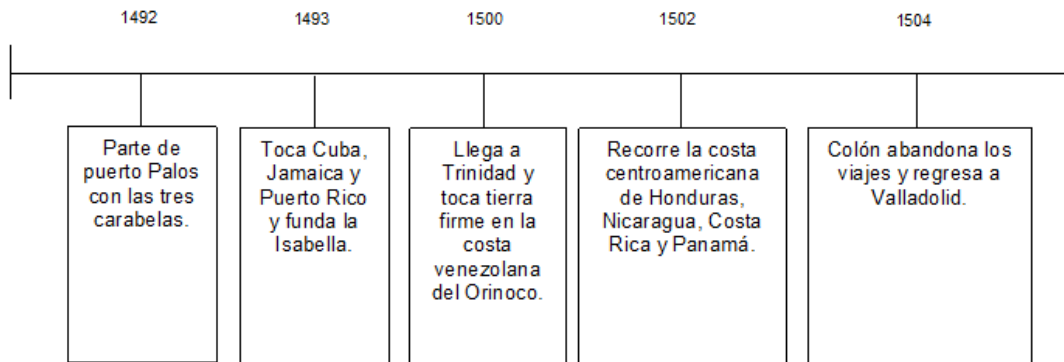 1492
1493
1500
1502
1504
Parte de
puerto Palos
con las tres
carabelas.
Toca Cuba,
Jamaica y
Puerto Rico
y funda la
Isabella.
Llega a
Trinidad y
toca tierra
firme en la
costa
venezolana
del Orinoco.
Recorre la costa
centroamericana
de Honduras,
Nicaragua, Costa
Rica y Panamá.
Colón abandona los
viajes y regresa a
Valladolid.